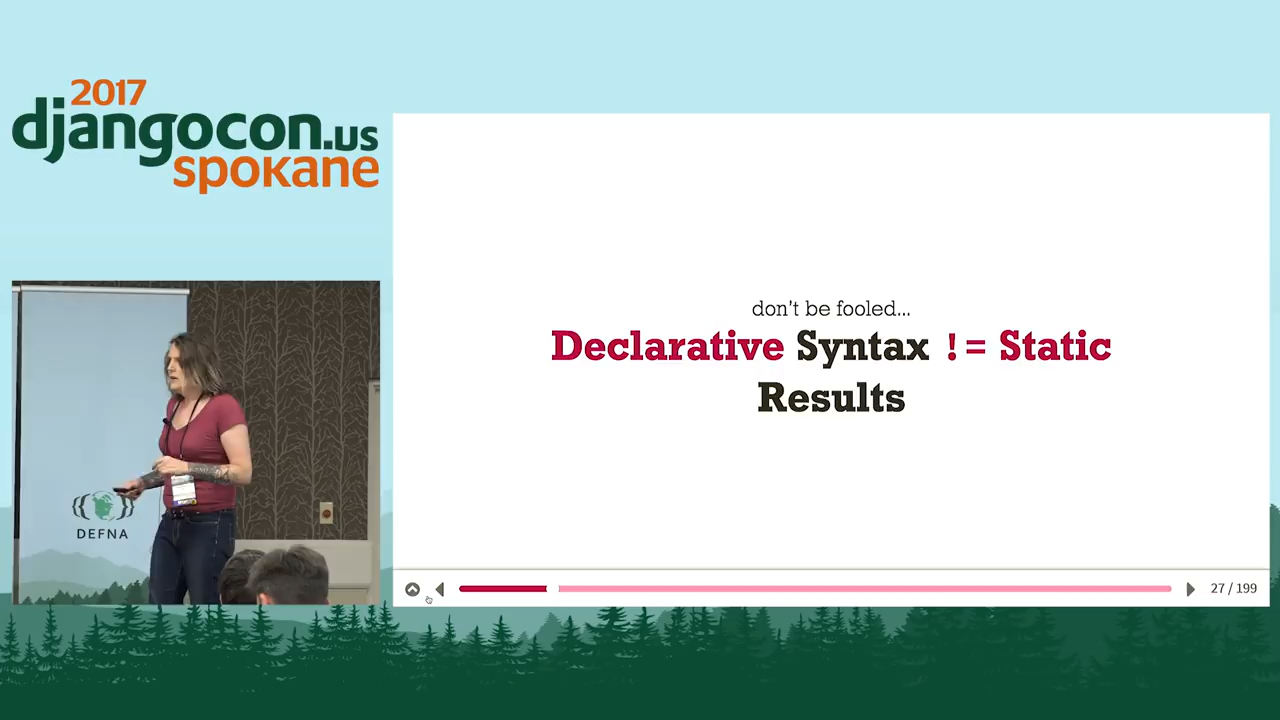 2017
djangocon.us
spokane
DEFNA
don't be fooled...
Declarative Syntax != Static
Results
27 / 199